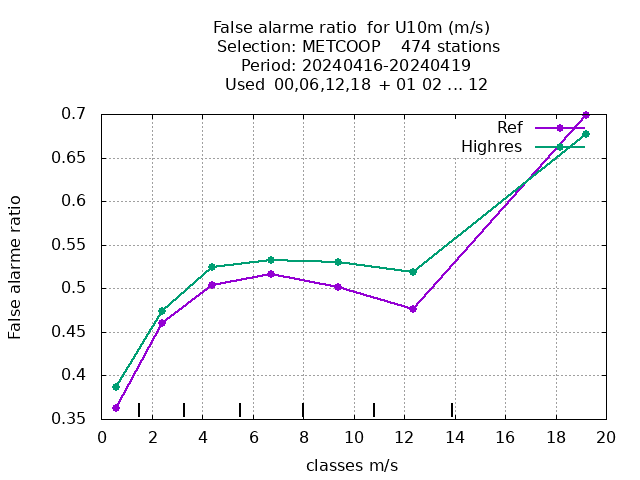 False alarme ratio  for U10m (m/s)
Selection: METCOOP    474 stations
Period: 20240416-20240419
Used  00,06,12,18 + 01 02 ... 12
Ref
Highres
0.7
0.65
0.6
0.55
0.5
0.45
0.4
0.35
False alarme ratio
0 2 4 6 8 10 12 14 16 18 20
classes m/s